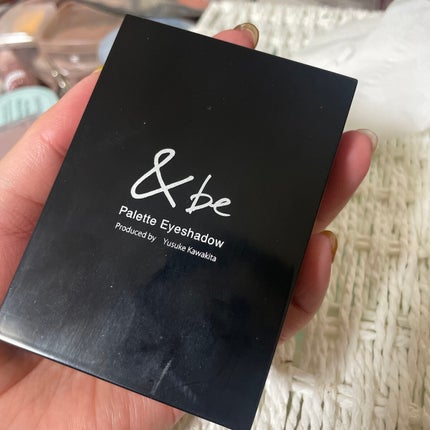 &be
Palette Eyeshadow
Produced by Yusuke Kawakita